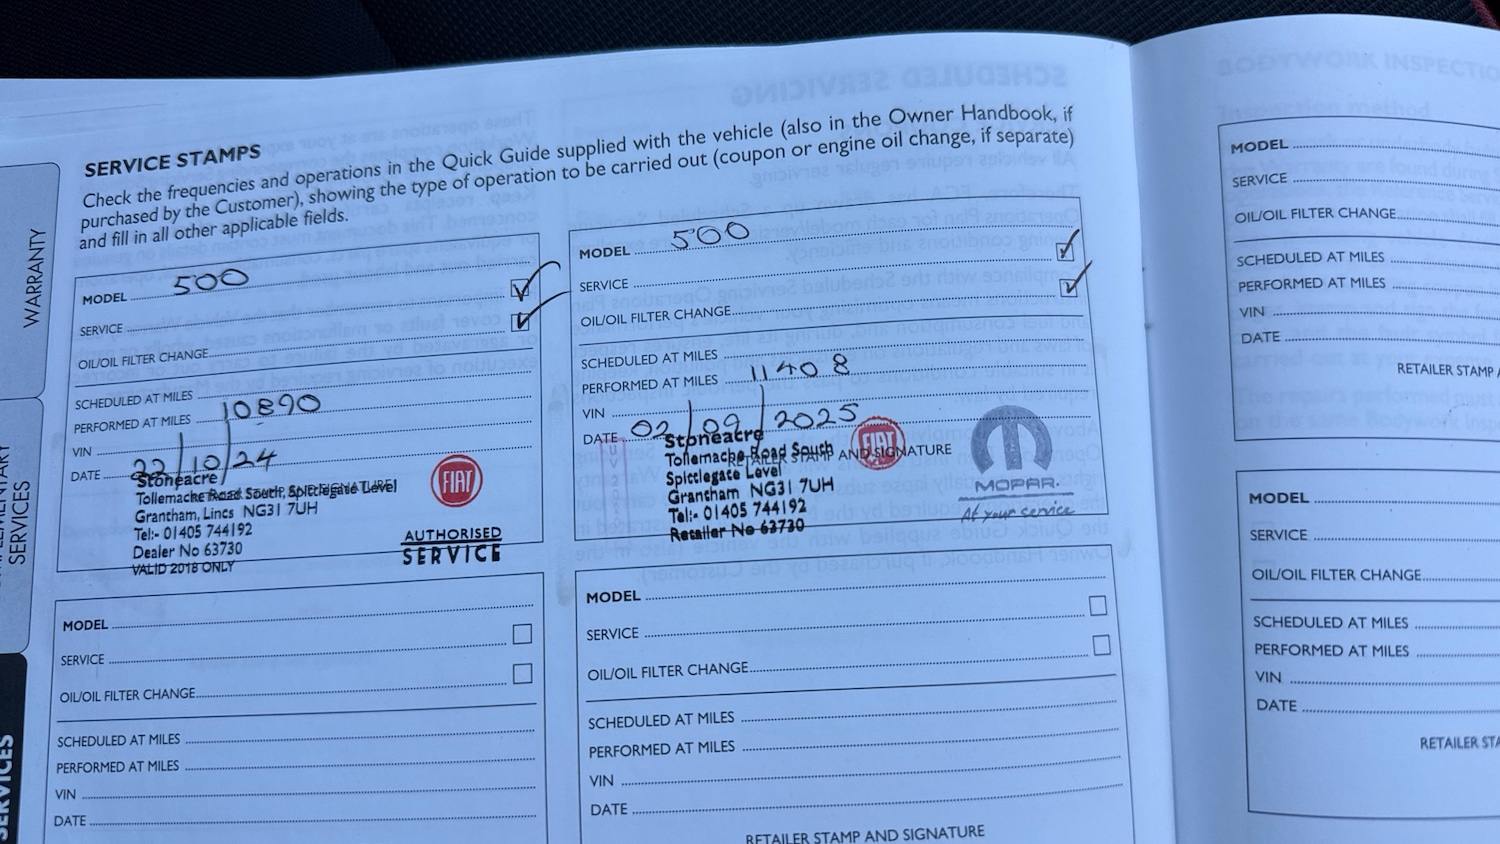 WARRANTY
SERVICES
SERVICES
SERVICE STAMPS
Check the frequencies and operations in the Quick Guide supplied with the vehicle (also in the Owner Handbook, if
purchased by the Customer), showing the type of operation to be carried out (coupon or engine oil change, if separate)
and fill in all other applicable fields.
MODEL 500
SERVICE
OIL/OIL FILTER CHANGE
SCHEDULED AT MILES
PERFORMED AT MILES 10890
VIN
DATE 22/10/24
Stoneacre
Tollemache Road South, Spittlegate Level
Grantham, Lincs NG31 7UH
Tel:- 01405 744192
Dealer No 63730
VALID 2018 ONLY
FIAT
AUTHORISED
SERVICE
MODEL 500
SERVICE
OIL/OIL FILTER CHANGE
SCHEDULED AT MILES
PERFORMED AT MILES 11408
VIN
DATE 02/09/2025
RETAILER STAMP AND SIGNATURE
Stoneacre
Tollemache Road South
Spittlegate Level
Grantham NG31 7UH
Tel:- 01405 744192
Retailer No 63730
FIAT
MOPAR.
At your service
MODEL
SERVICE
OIL/OIL FILTER CHANGE
SCHEDULED AT MILES
PERFORMED AT MILES
VIN
DATE
MODEL
SERVICE
OIL/OIL FILTER CHANGE
SCHEDULED AT MILES
PERFORMED AT MILES
VIN
DATE
RETAILER STAMP AND SIGNATURE
MODEL
SERVICE
OIL/OIL FILTER CHANGE
SCHEDULED AT MILES
PERFORMED AT MILES
VIN
DATE
RETAILER STAMP
MODEL
SERVICE
OIL/OIL FILTER CHANGE
SCHEDULED AT MILES
PERFORMED AT MILES
VIN
DATE
RETAILER